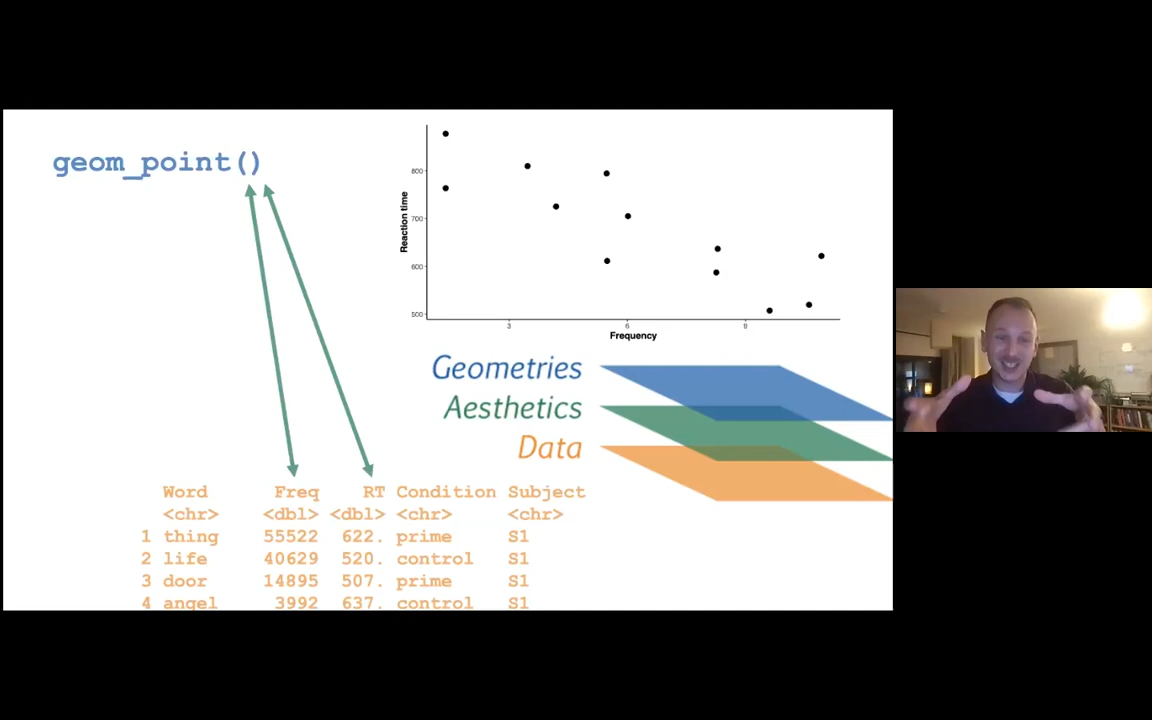 geom_point()
800
700
600
500
Reaction time
3
6
9
Frequency
Geometries
Aesthetics
Data
Word Freq RT Condition Subject
<chr> <dbl> <dbl> <chr> <chr>
1 thing 55522 622. prime S1
2 life 40629 520. control S1
3 door 14895 507. prime S1
4 angel 3992 637. control S1